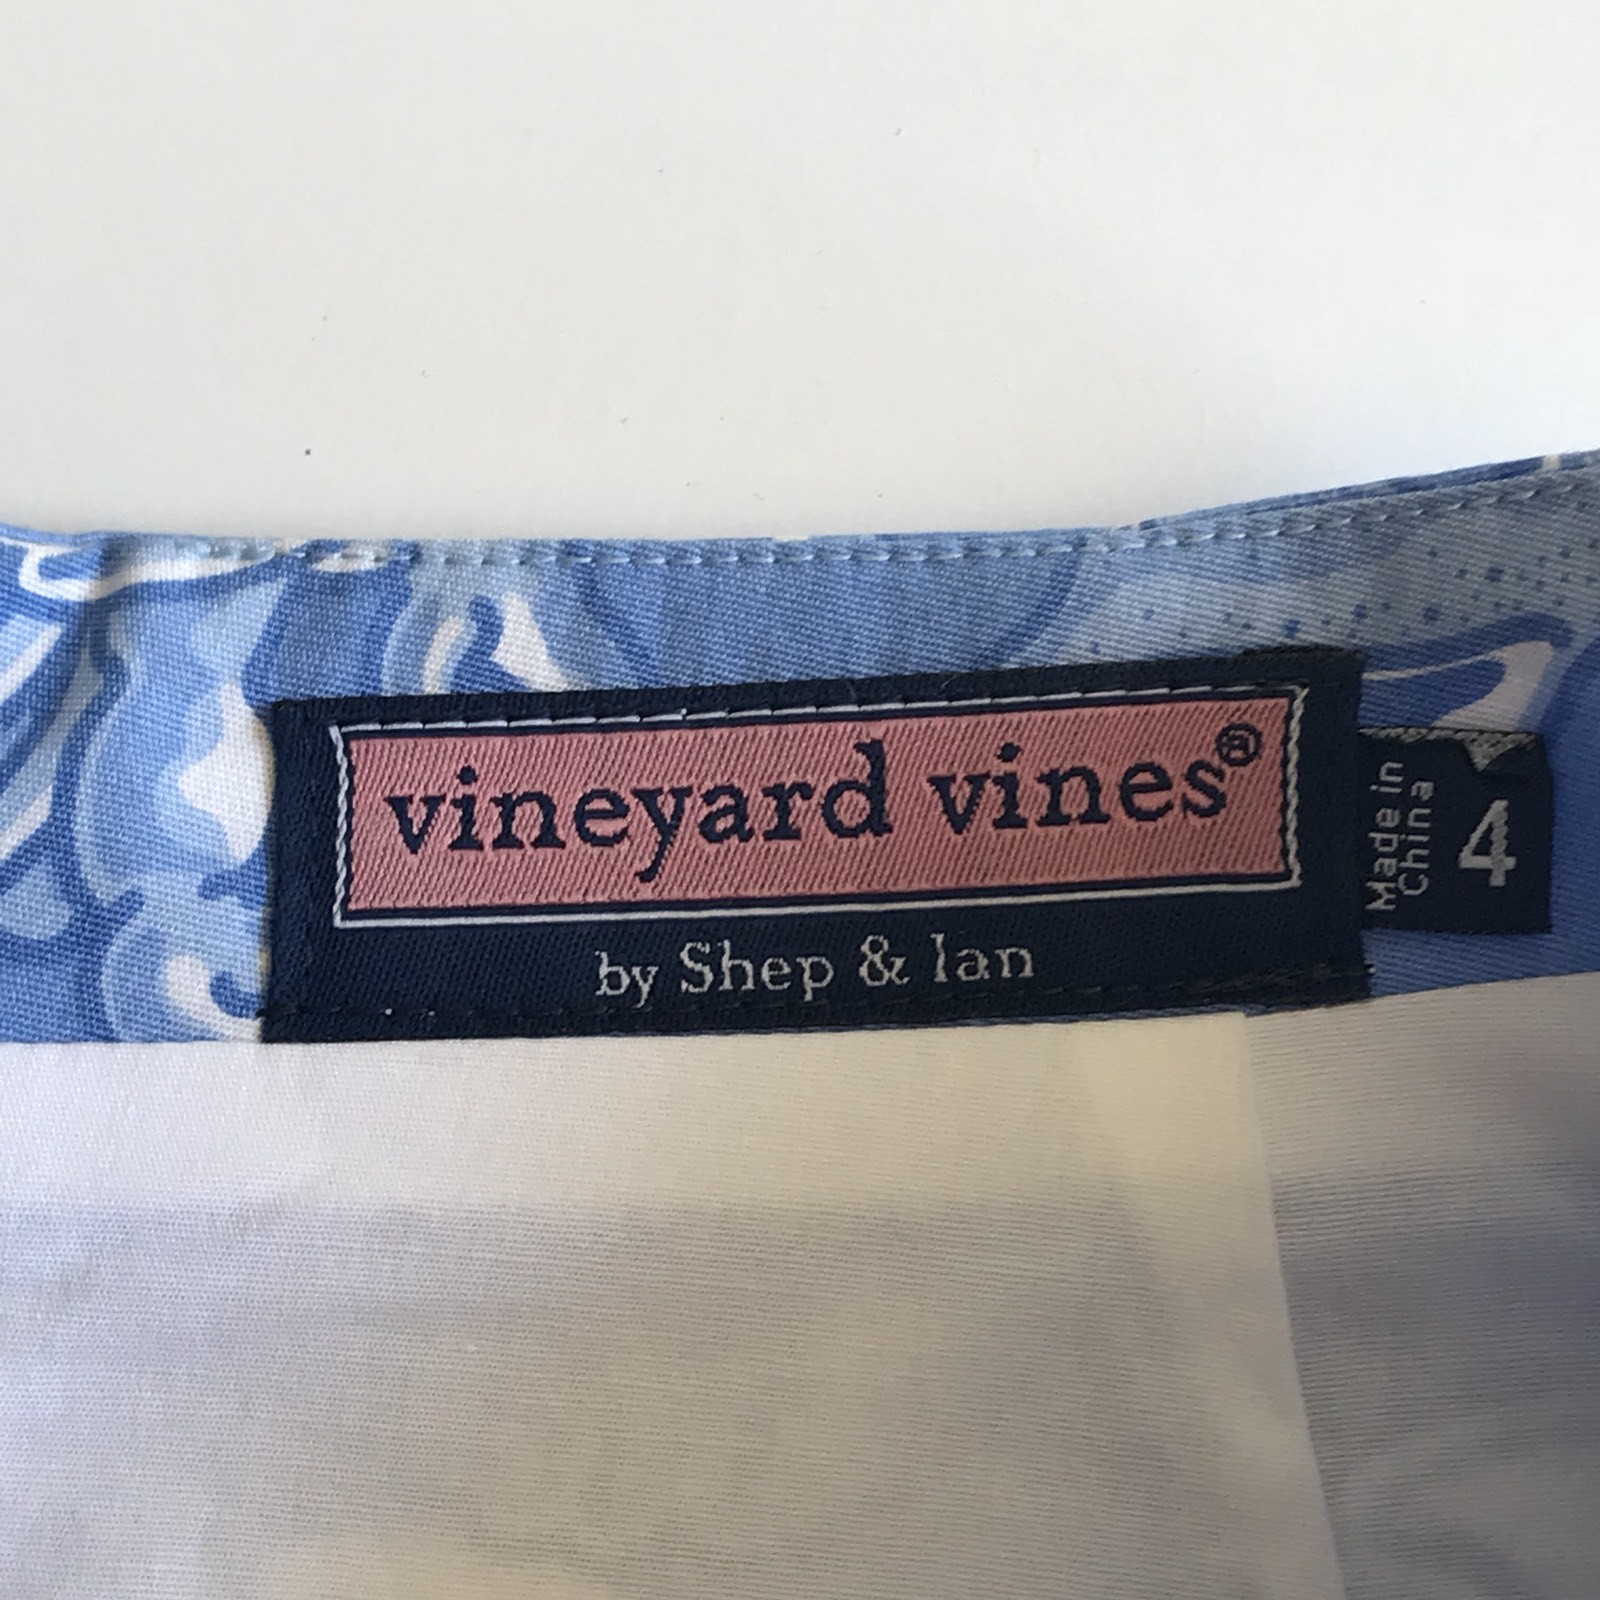 vineyard vines®
by Shep & Ian
Made in
China
4